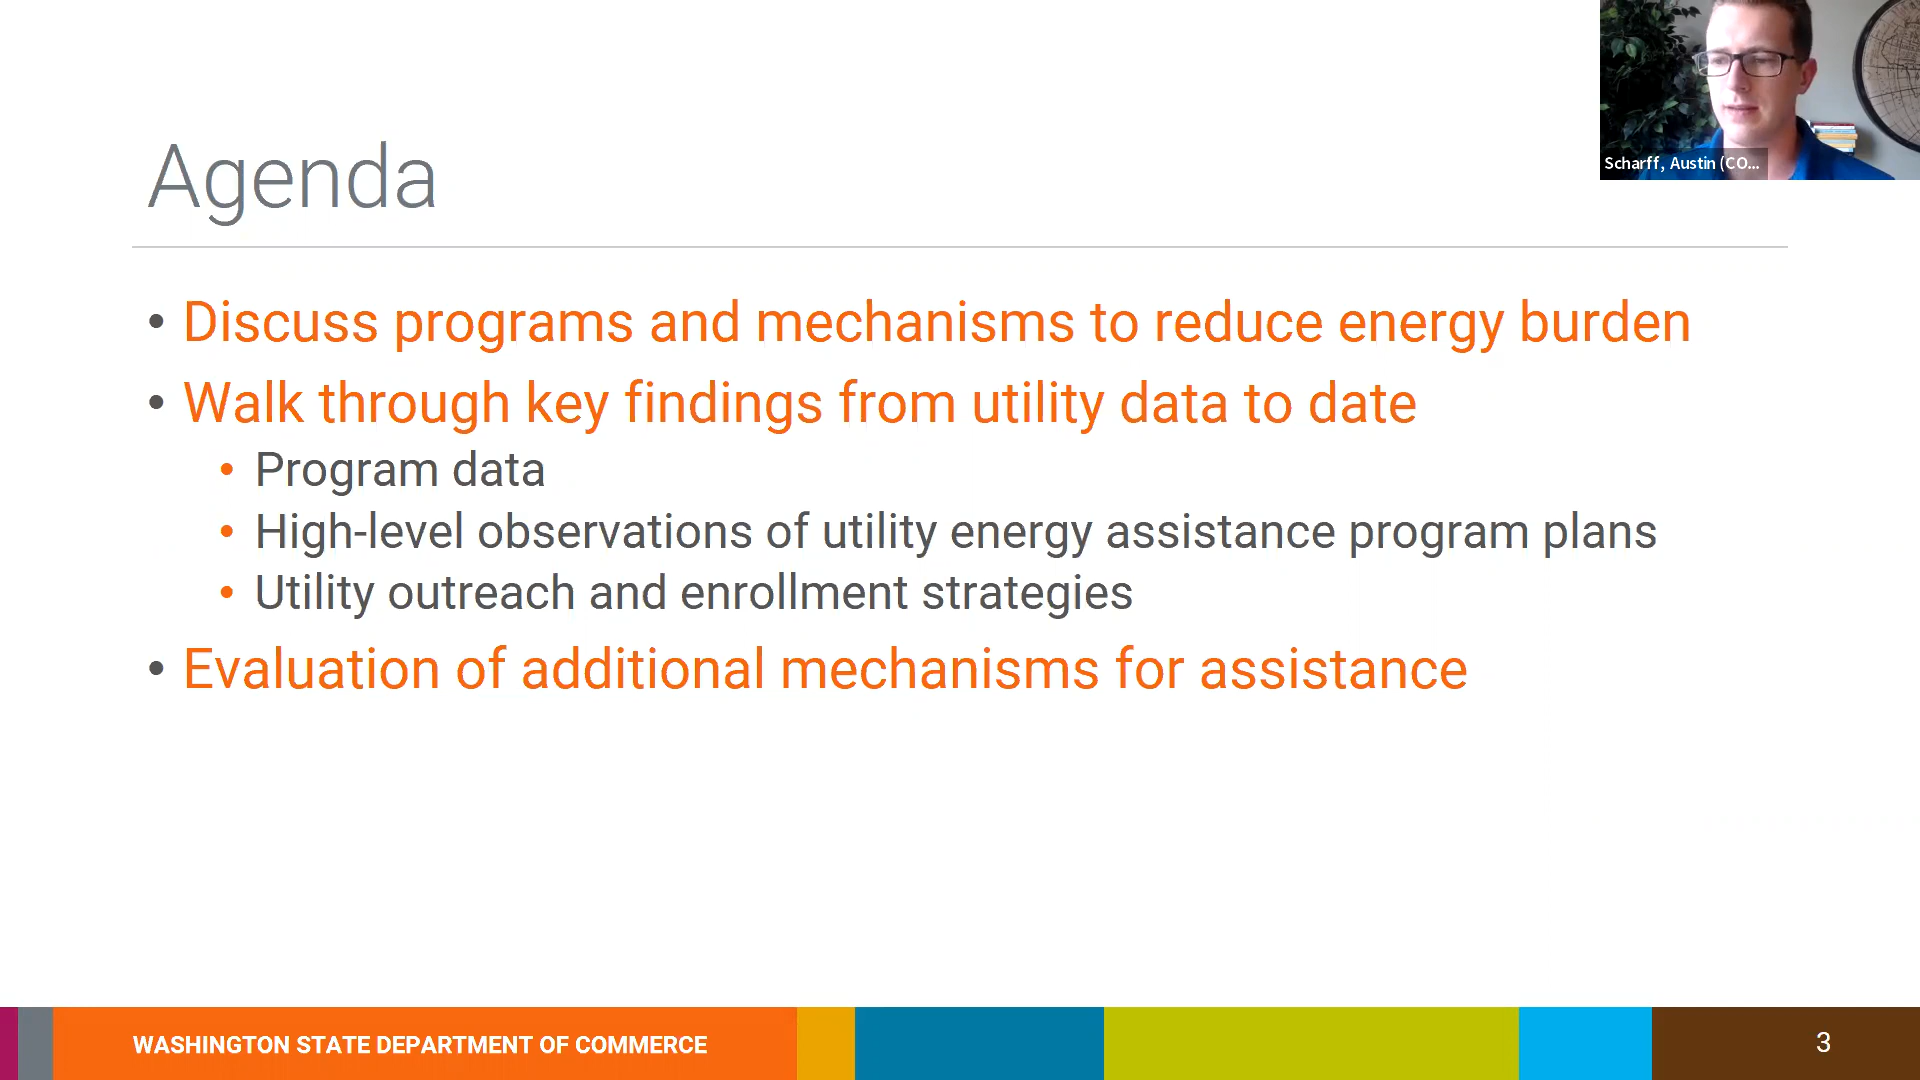 Scharff, Austin (CO...
Agenda
• Discuss programs and mechanisms to reduce energy burden
• Walk through key findings from utility data to date
• Program data
• High-level observations of utility energy assistance program plans
• Utility outreach and enrollment strategies
• Evaluation of additional mechanisms for assistance
WASHINGTON STATE DEPARTMENT OF COMMERCE
3